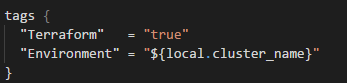 tags {
  "Terraform"   = "true"
  "Environment" = "${local.cluster_name}"
}